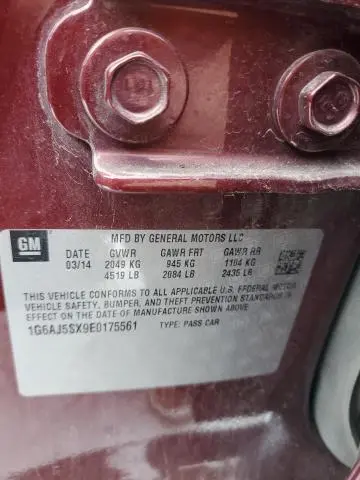 MFD BY GENERAL MOTORS LLC
GM
DATE GVWR GAWR FRT GAWR RR
03/14 2049 KG 945 KG 1104 KG
4519 LB 2084 LB 2435 LB
THIS VEHICLE CONFORMS TO ALL APPLICABLE U.S. FEDERAL MOTOR
VEHICLE SAFETY, BUMPER, AND THEFT PREVENTION STANDARDS IN
EFFECT ON THE DATE OF MANUFACTURE SHOWN ABOVE.
1G6AJ5SX9E0175561 TYPE: PASS CAR